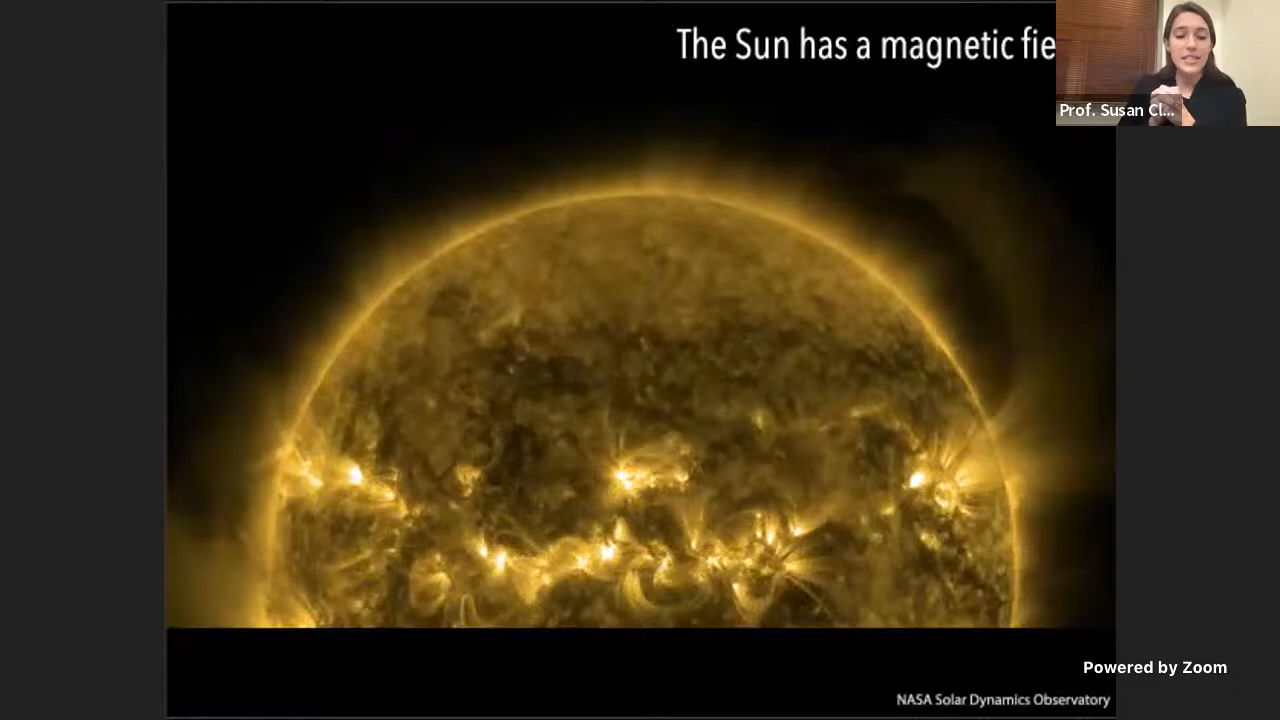 The Sun has a magnetic fie
Prof. Susan Cl...
Powered by Zoom
NASA Solar Dynamics Observatory